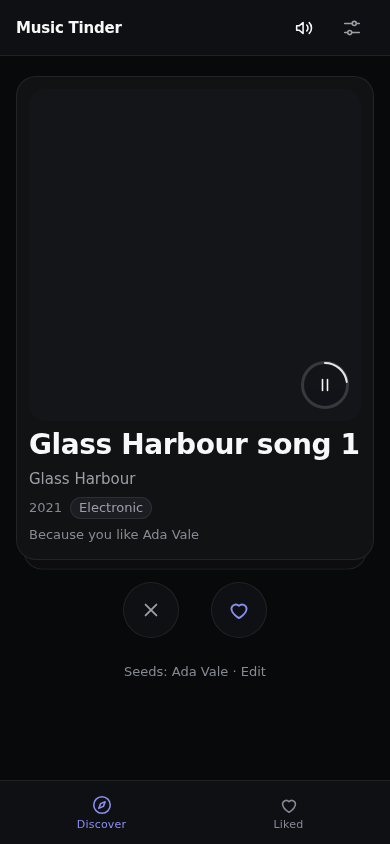 Music Tinder
Glass Harbour song 1
Glass Harbour
2021 Electronic
Because you like Ada Vale
Seeds: Ada Vale · Edit
Discover
Liked